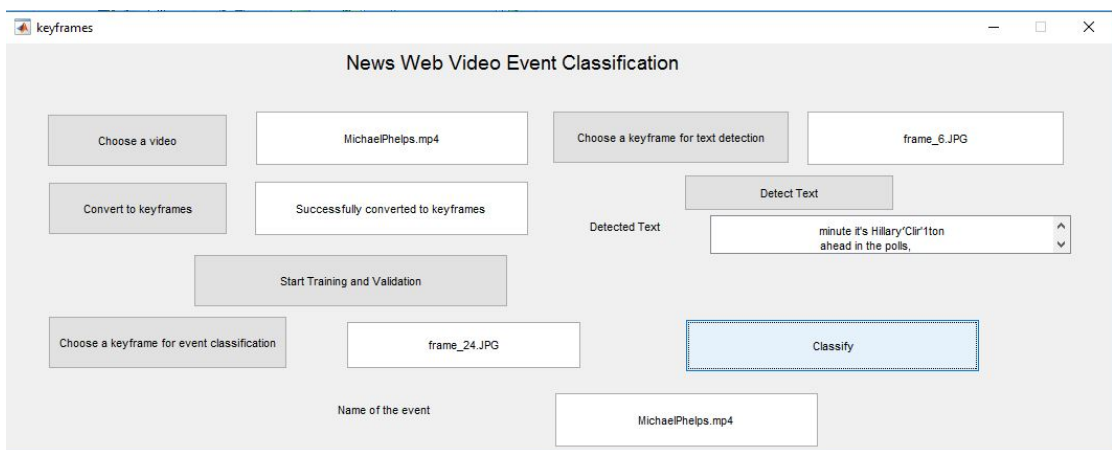 keyframes
News Web Video Event Classification
Choose a video
MichaelPhelps.mp4
Choose a keyframe for text detection
frame_6.JPG
Convert to keyframes
Successfully converted to keyframes
Detect Text
Detected Text
minute it's Hillary'Clir'1ton
ahead in the polls,
Start Training and Validation
Choose a keyframe for event classification
frame_24.JPG
Classify
Name of the event
MichaelPhelps.mp4